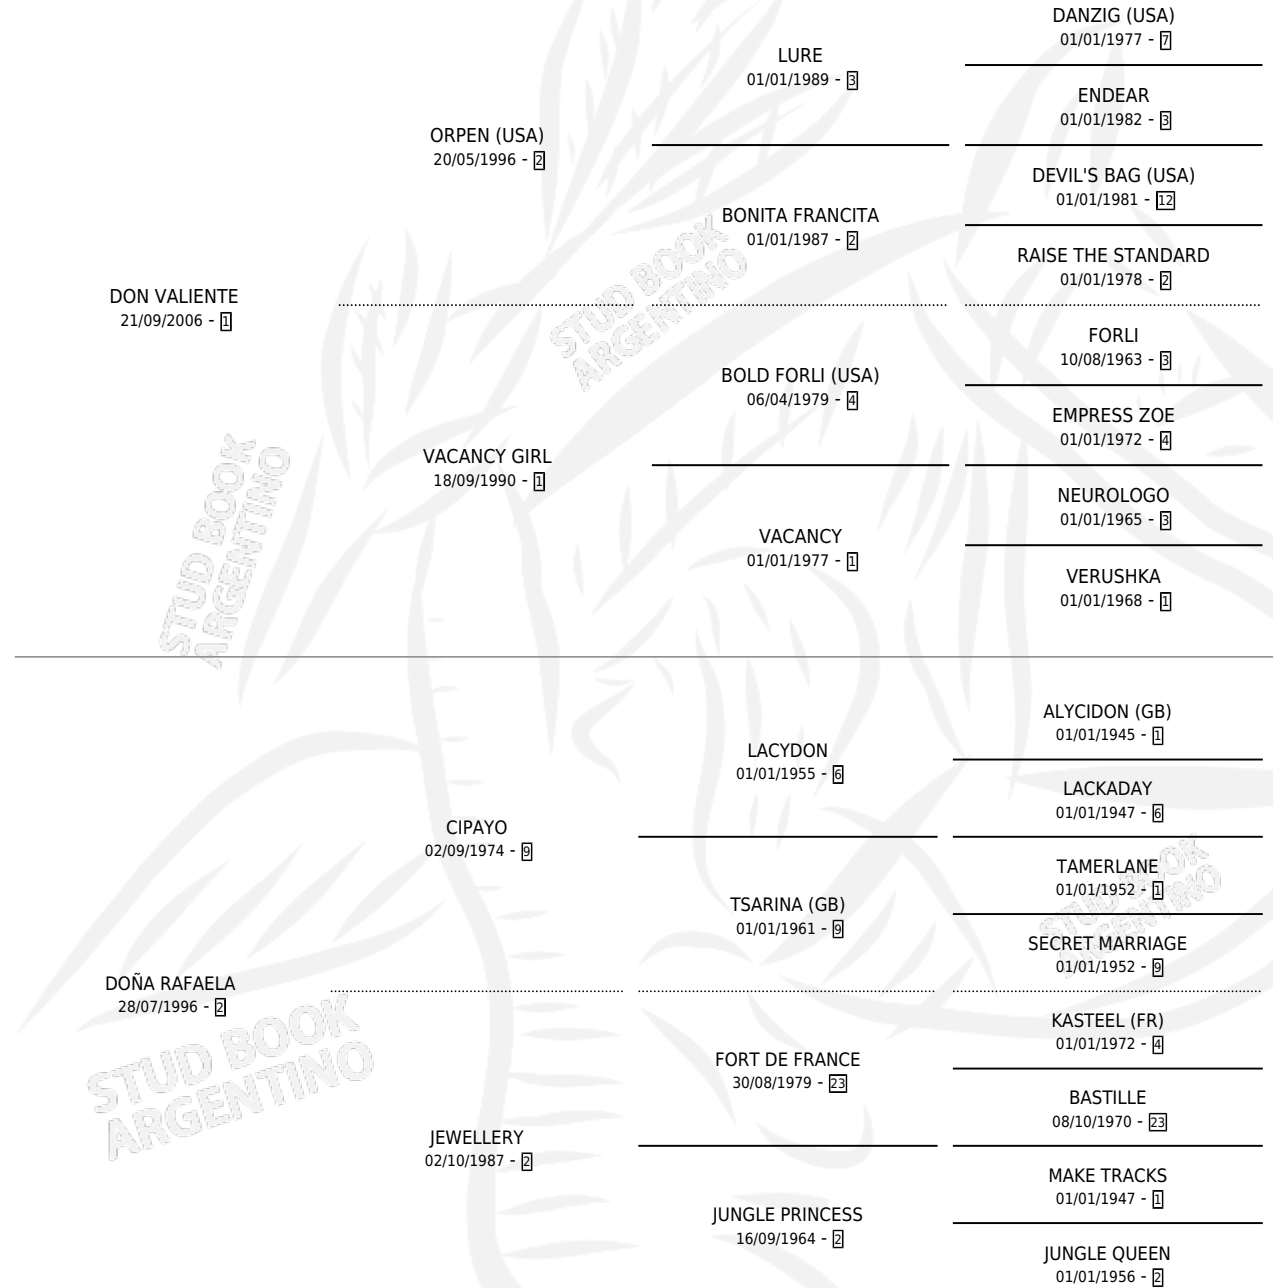 DON VALIENTE
21/09/2006 - 1
ORPEN (USA)
20/05/1996 - 2
LURE
01/01/1989 - 3
DANZIG (USA)
01/01/1977 - 7
ENDEAR
01/01/1982 - 3
BONITA FRANCITA
01/01/1987 - 2
DEVIL'S BAG (USA)
01/01/1981 - 12
RAISE THE STANDARD
01/01/1978 - 2
VACANCY GIRL
18/09/1990 - 1
BOLD FORLI (USA)
06/04/1979 - 4
FORLI
10/08/1963 - 3
EMPRESS ZOE
01/01/1972 - 4
VACANCY
01/01/1977 - 1
NEUROLOGO
01/01/1965 - 3
VERUSHKA
01/01/1968 - 1
DOÑA RAFAELA
28/07/1996 - 2
CIPAYO
02/09/1974 - 9
LACYDON
01/01/1955 - 6
ALYCIDON (GB)
01/01/1945 - 1
LACKADAY
01/01/1947 - 6
TSARINA (GB)
01/01/1961 - 9
TAMERLANE
01/01/1952 - 1
SECRET MARRIAGE
01/01/1952 - 9
JEWELLERY
02/10/1987 - 2
FORT DE FRANCE
30/08/1979 - 23
KASTEEL (FR)
01/01/1972 - 4
BASTILLE
08/10/1970 - 23
JUNGLE PRINCESS
16/09/1964 - 2
MAKE TRACKS
01/01/1947 - 1
JUNGLE QUEEN
01/01/1956 - 2
STUD BOOK
ARGENTINO
STUD BOOK
ARGENTINO
STUD BOOK
ARGENTINO
STUD BOOK
ARGENTINO